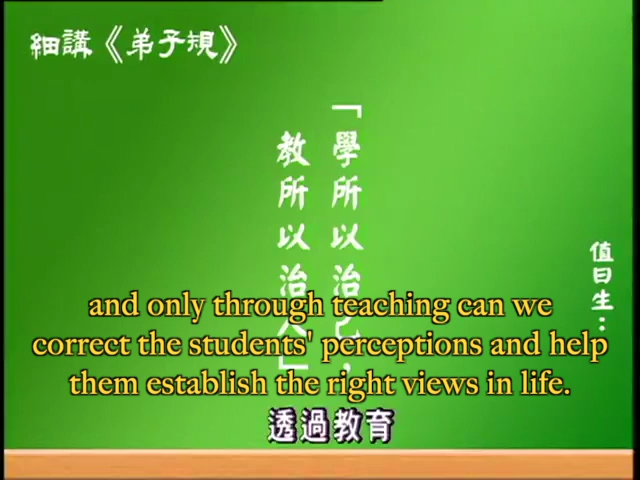 細講《弟子規》
「學所以治己，
教所以治人」
值日生：
and only through teaching can we
correct the students' perceptions and help
them establish the right views in life.
透過教育